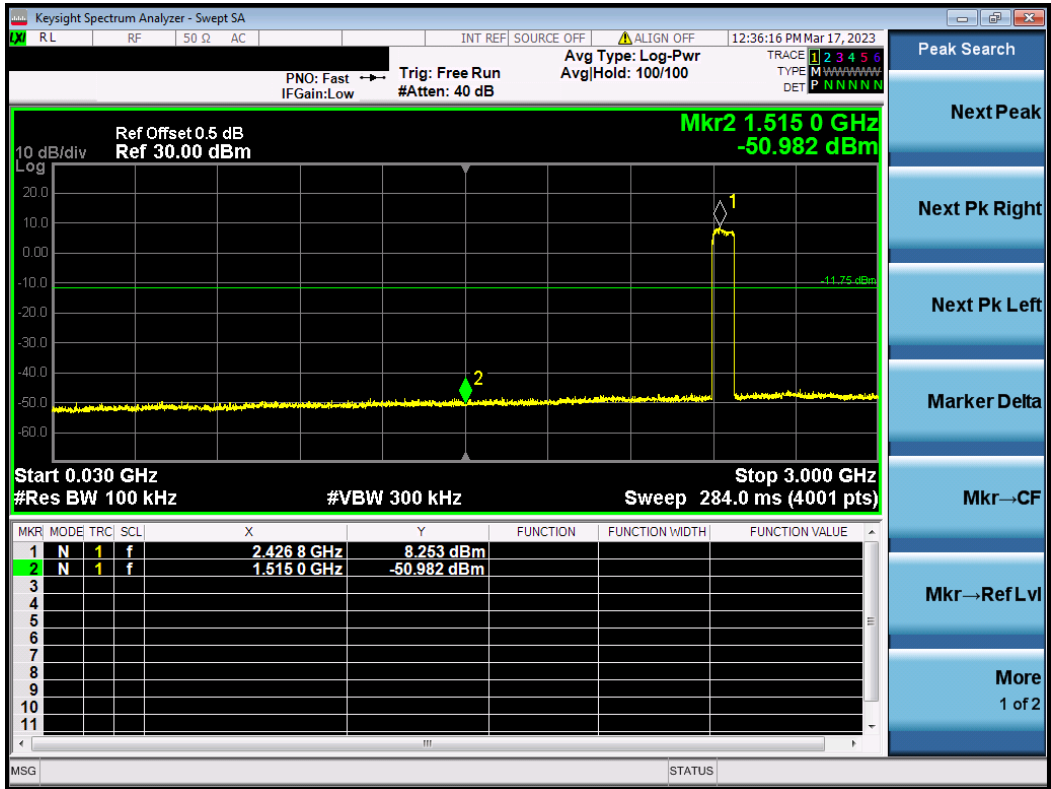 Keysight Spectrum Analyzer - Swept SA
LXI RL RF 50 Ω AC INT REF SOURCE OFF ALIGN OFF 12:36:16 PM Mar 17, 2023
Peak Search
Avg Type: Log-Pwr TRACE 1 2 3 4 5 6
PNO: Fast Trig: Free Run Avg|Hold: 100/100 TYPE M WWWWW
IFGain:Low #Atten: 40 dB DET P N N N N N
Mkr2 1.515 0 GHz
Ref Offset 0.5 dB
10 dB/div Ref 30.00 dBm -50.982 dBm
Log
20.0
10.0
0.00
-10.0
-20.0
-30.0
-40.0
-50.0
-60.0
1
-11.75 dBm
2
Start 0.030 GHz Stop 3.000 GHz
#Res BW 100 kHz #VBW 300 kHz Sweep 284.0 ms (4001 pts)
MKR MODE TRC SCL X Y FUNCTION FUNCTION WIDTH FUNCTION VALUE
1 N 1 f 2.426 8 GHz 8.253 dBm
2 N 1 f 1.515 0 GHz -50.982 dBm
3
4
5
6
7
8
9
10
11
MSG STATUS
Next Peak
Next Pk Right
Next Pk Left
Marker Delta
Mkr→CF
Mkr→Ref Lvl
More
1 of 2